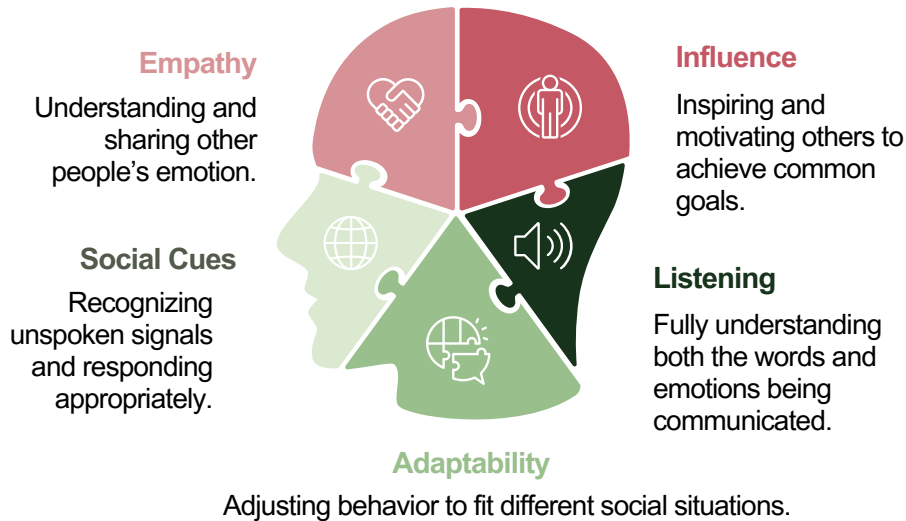 Empathy
Understanding and
sharing other
people’s emotion.
Influence
Inspiring and
motivating others to
achieve common
goals.
Social Cues
Recognizing
unspoken signals
and responding
appropriately.
Listening
Fully understanding
both the words and
emotions being
communicated.
Adaptability
Adjusting behavior to fit different social situations.